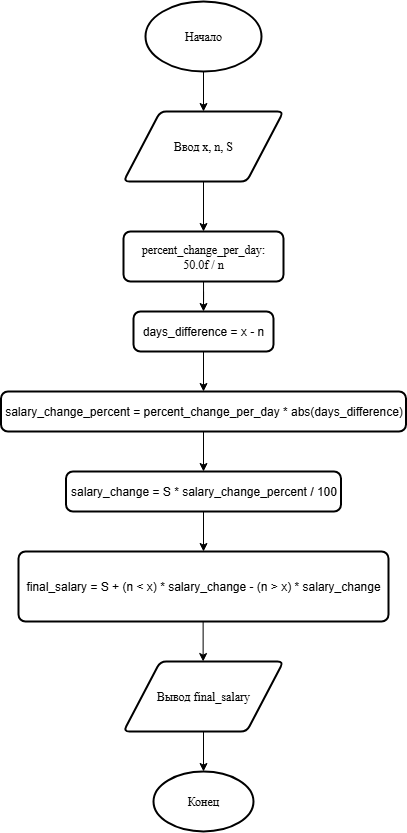 Начало
Ввод x, n, S
percent_change_per_day:
50.0f / n
days_difference = x - n
salary_change_percent = percent_change_per_day * abs(days_difference)
salary_change = S * salary_change_percent / 100
final_salary = S + (n < x) * salary_change - (n > x) * salary_change
Вывод final_salary
Конец